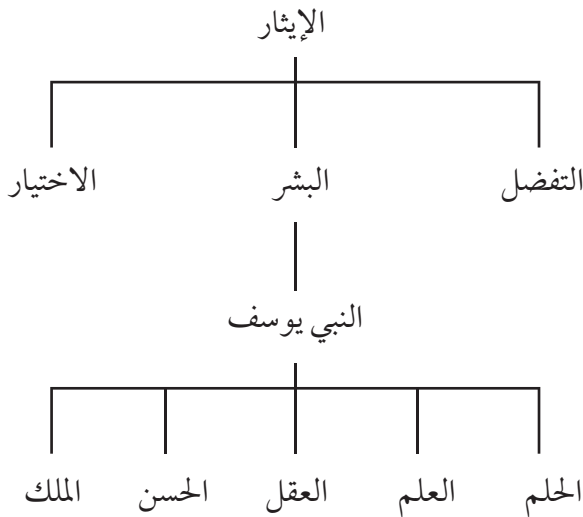 الإيثار
التفضل البشر الاختيار
النبي يوسف
الحلم العلم العقل الحسن الملك